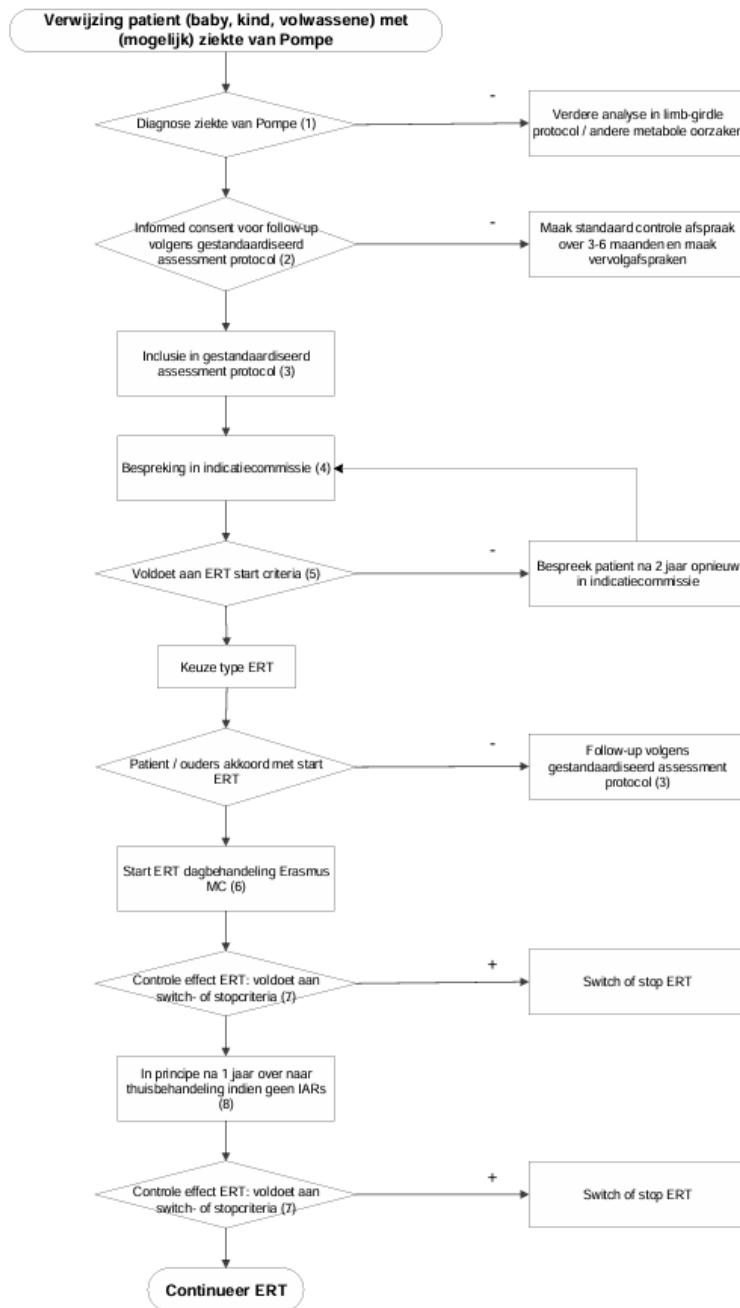 Verwijzing patient (baby, kind, volwassene) met
(mogelijk) ziekte van Pompe
Diagnose ziekte van Pompe (1)
-
Verdere analyse in limb-girdle
protocol / andere metabole oorzaken
Informed consent voor follow-up
volgens gestandaardiseerd
assessment protocol (2)
-
Maak standaard controle afspraak
over 3-6 maanden en maak
vervolgafspraken
Inclusie in gestandaardiseerd
assessment protocol (3)
Bespreking in indicatiecommissie (4)
Voldoet aan ERT start criteria (5)
-
Bespreek patient na 2 jaar opnieuw
in indicatiecommissie
Keuze type ERT
Patient / ouders akkoord met start
ERT
-
Follow-up volgens
gestandaardiseerd assessment
protocol (3)
Start ERT dagbehandeling Erasmus
MC (6)
Controle effect ERT: voldoet aan
switch- of stopcriteria (7)
+
Switch of stop ERT
In principe na 1 jaar over naar
thuisbehandeling indien geen IARs
(8)
Controle effect ERT: voldoet aan
switch- of stopcriteria (7)
+
Switch of stop ERT
Continueer ERT